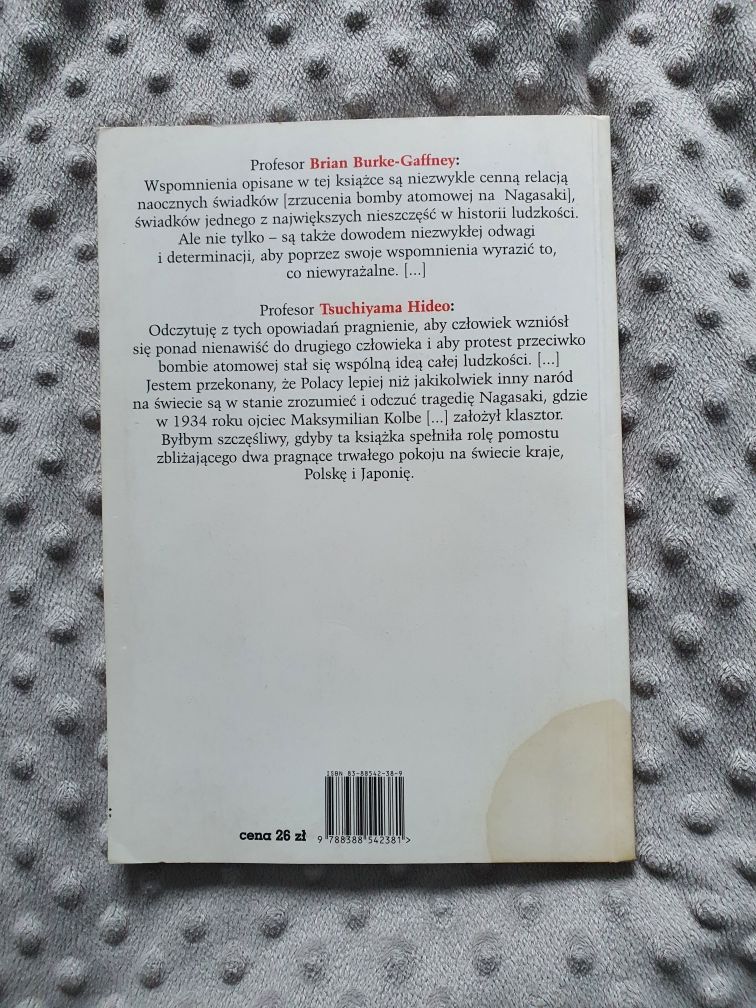 Profesor Brian Burke-Gaffney:
Wspomnienia opisane w tej książce są niezwykle cenną relacją
naocznych świadków [zrzucenia bomby atomowej na Nagasaki],
świadków jednego z największych nieszczęść w historii ludzkości.
Ale nie tylko – są także dowodem niezwykłej odwagi
i determinacji, aby poprzez swoje wspomnienia wyrazić to,
co niewyrażalne. [...]
Profesor Tsuchiyama Hideo:
Odczytuję z tych opowiadań pragnienie, aby człowiek wzniósł
się ponad nienawiść do drugiego człowieka i aby protest przeciwko
bombie atomowej stał się wspólną ideą całej ludzkości. [...]
Jestem przekonany, że Polacy lepiej niż jakikolwiek inny naród
na świecie są w stanie zrozumieć i odczuć tragedię Nagasaki, gdzie
w 1934 roku ojciec Maksymilian Kolbe [...] założył klasztor.
Byłbym szczęśliwy, gdyby ta książka spełniła rolę pomostu
zbliżającego dwa pragnące trwałego pokoju na świecie kraje,
Polskę i Japonię.
ISBN 83-88542-38-9
cena 26 zł
9 788388 542381 >